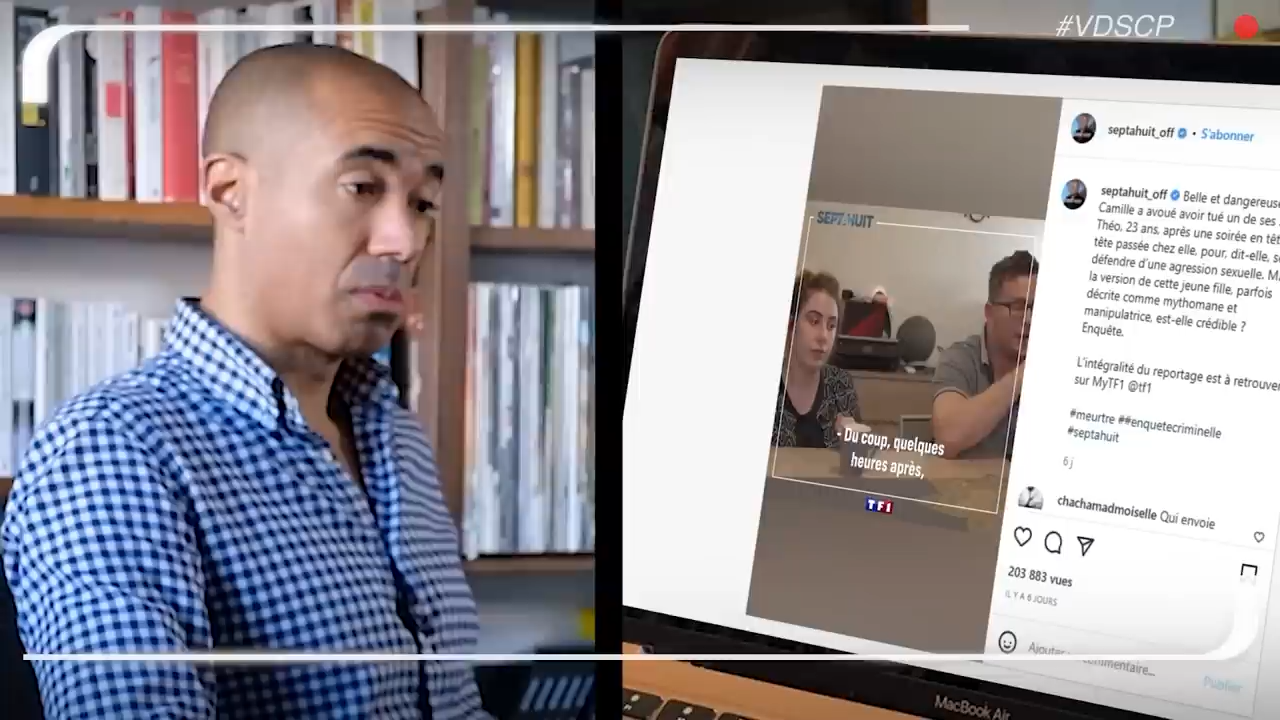 #VDSCP
septahuit_off • S'abonner
septahuit_off Belle et dangereuse
Camille a avoué avoir tué un de ses
Théo, 23 ans, après une soirée en têt
tête passée chez elle, pour, dit-elle, s
défendre d'une agression sexuelle. M
la version de cette jeune fille, parfois
décrite comme mythomane et
manipulatrice, est-elle crédible ?
Enquête.
L'intégralité du reportage est à retrouver
sur MyTF1 @tf1
#meurtre ##enquetecriminelle
#septahuit
6 j
chachamadmoiselle Qui envoie
203 883 vues
IL Y A 6 JOURS
Publier
SEPT À HUIT
- Du coup, quelques
heures après,
TF1
MacBook Air